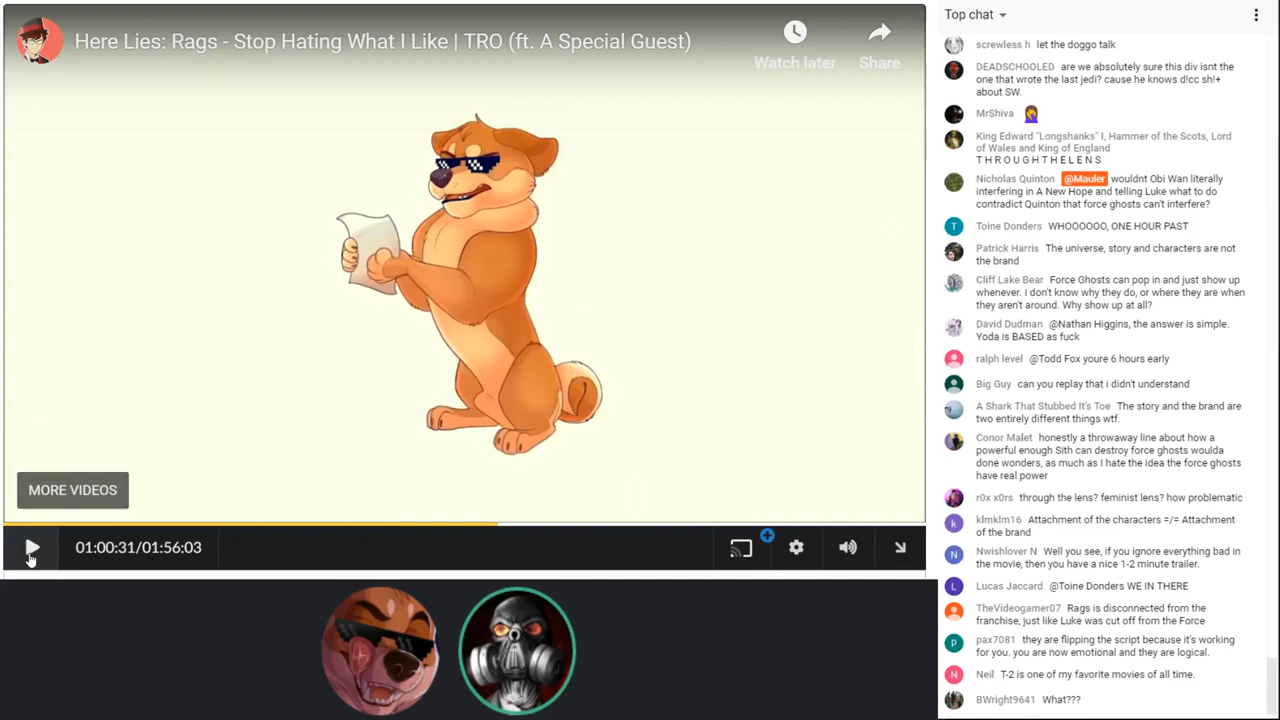 Here Lies: Rags - Stop Hating What I Like | TRO (ft. A Special Guest)
Watch later
Share
MORE VIDEOS
01:00:31/01:56:03
Top chat
screwless h let the doggo talk
DEADSCHOOLED are we absolutely sure this div isnt the
one that wrote the last jedi? cause he knows d!cc sh!+
about SW.
MrShiva
King Edward "Longshanks" I, Hammer of the Scots, Lord
of Wales and King of England
T H R O U G H T H E L E N S
Nicholas Quinton @Mauler wouldnt Obi Wan literally
interfering in A New Hope and telling Luke what to do
contradict Quinton that force ghosts can't interfere?
Toine Donders WHOOOOOO, ONE HOUR PAST
Patrick Harris The universe, story and characters are not
the brand
Cliff Lake Bear Force Ghosts can pop in and just show up
whenever. I don't know why they do, or where they are when
they aren't around. Why show up at all?
David Dudman @Nathan Higgins, the answer is simple.
Yoda is BASED as fuck
ralph level @Todd Fox youre 6 hours early
Big Guy can you replay that i didn't understand
A Shark That Stubbed It's Toe The story and the brand are
two entirely different things wtf.
Conor Malet honestly a throwaway line about how a
powerful enough Sith can destroy force ghosts woulda
done wonders, as much as I hate the idea the force ghosts
have real power
r0x x0rs through the lens? feminist lens? how problematic
klmklm16 Attachment of the characters =/= Attachment
of the brand
Nwishlover N Well you see, if you ignore everything bad in
the movie, then you have a nice 1-2 minute trailer.
Lucas Jaccard @Toine Donders WE IN THERE
TheVideogamer07 Rags is disconnected from the
franchise, just like Luke was cut off from the Force
pax7081 they are flipping the script because it's working
for you. you are now emotional and they are logical.
Neil T-2 is one of my favorite movies of all time.
BWright9641 What???